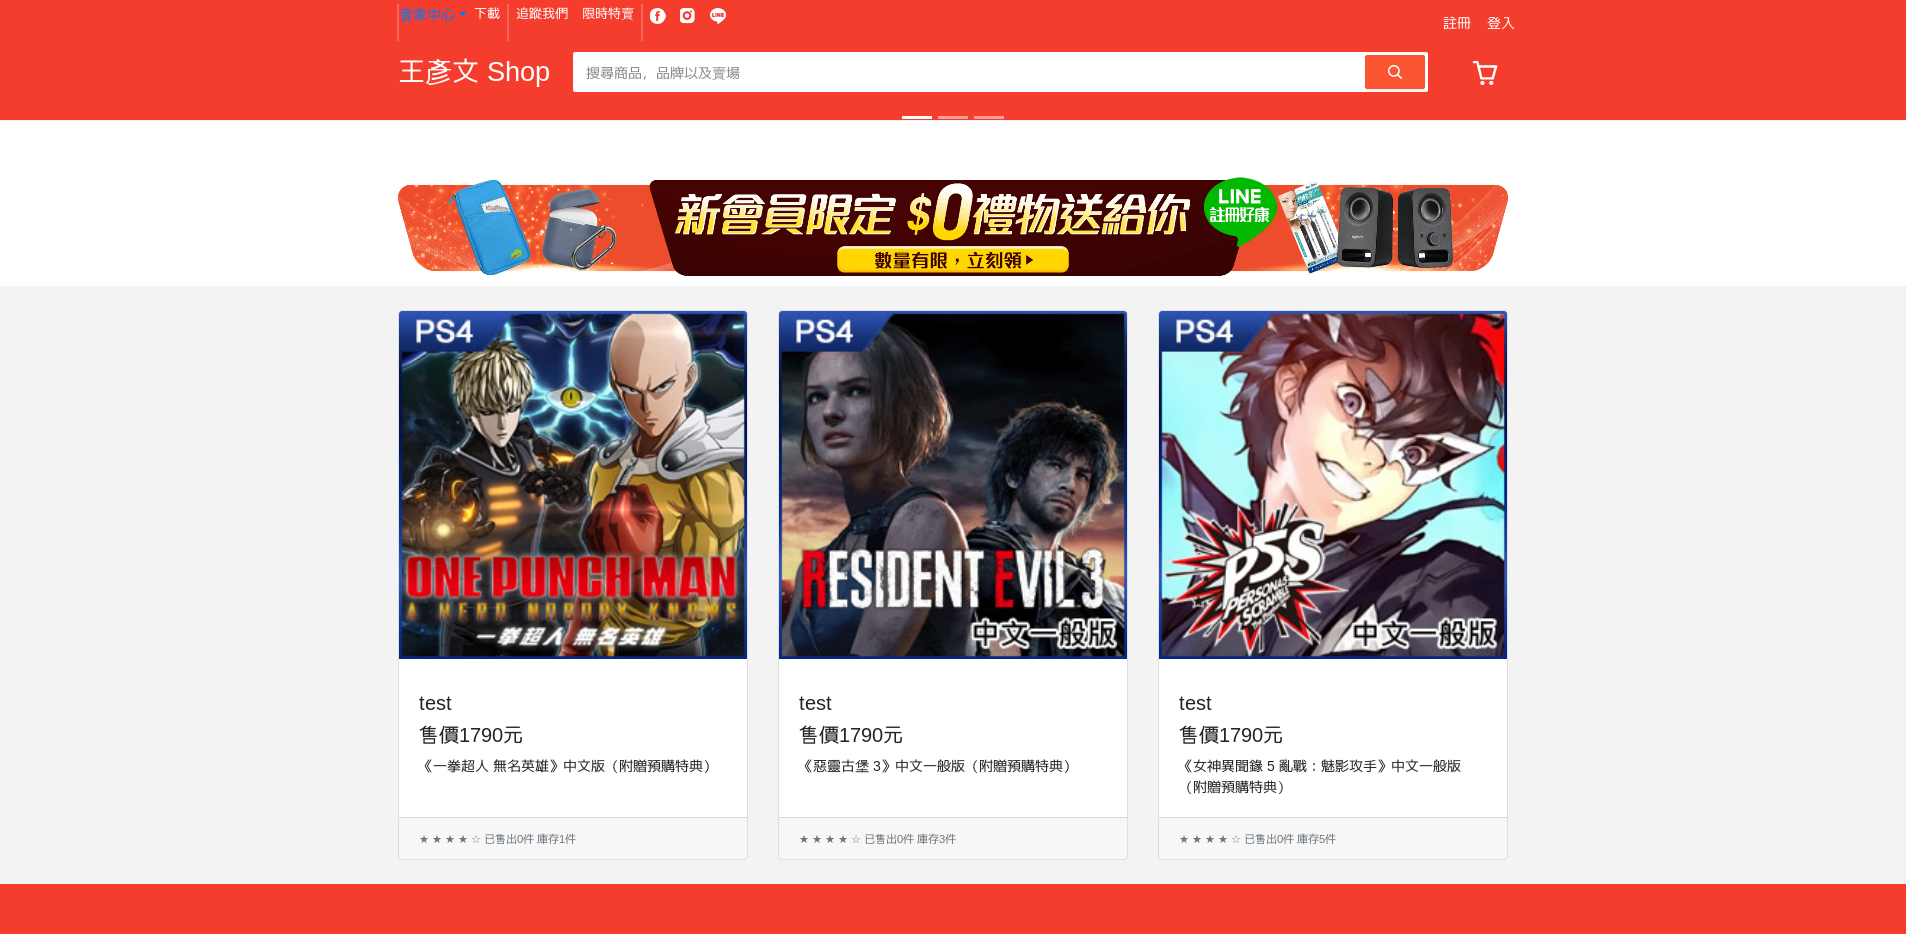 賣家中心 下載 追蹤我們 限時特賣
註冊 登入
王彥文 Shop 搜尋商品，品牌以及賣場
新會員限定 $0禮物送給你
LINE
註冊好康
數量有限，立刻領
PS4
ONE PUNCH MAN
A HERO NOBODY KNOWS
一拳超人 無名英雄
PS4
RESIDENT EVIL 3
中文一般版
PS4
P5S
PERSONA5
SCRAMBLE
中文一般版
test
售價1790元
《一拳超人 無名英雄》中文版（附贈預購特典）
★ ★ ★ ★ ☆ 已售出0件 庫存1件
test
售價1790元
《惡靈古堡 3》中文一般版（附贈預購特典）
★ ★ ★ ★ ☆ 已售出0件 庫存3件
test
售價1790元
《女神異聞錄 5 亂戰：魅影攻手》中文一般版
（附贈預購特典）
★ ★ ★ ★ ☆ 已售出0件 庫存5件